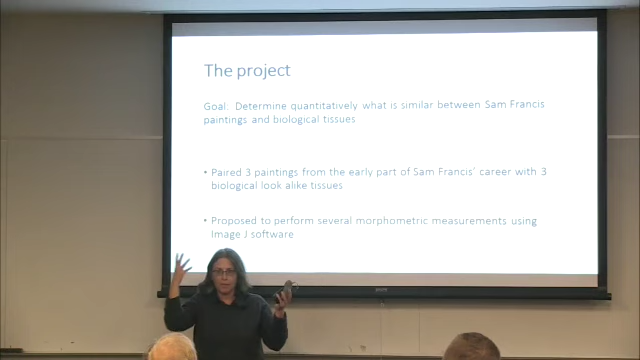 The project
Goal: Determine quantitatively what is similar between Sam Francis
paintings and biological tissues
• Paired 3 paintings from the early part of Sam Francis' career with 3
biological look alike tissues
• Proposed to perform several morphometric measurements using
Image J software